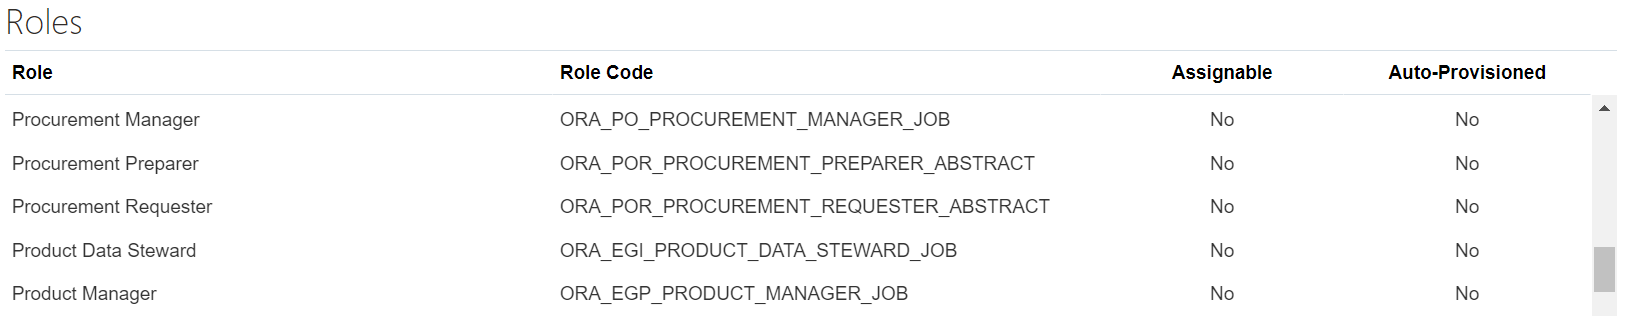 Roles
Role Role Code Assignable Auto-Provisioned
Procurement Manager ORA_PO_PROCUREMENT_MANAGER_JOB No No
Procurement Preparer ORA_POR_PROCUREMENT_PREPARER_ABSTRACT No No
Procurement Requester ORA_POR_PROCUREMENT_REQUESTER_ABSTRACT No No
Product Data Steward ORA_EGI_PRODUCT_DATA_STEWARD_JOB No No
Product Manager ORA_EGP_PRODUCT_MANAGER_JOB No No